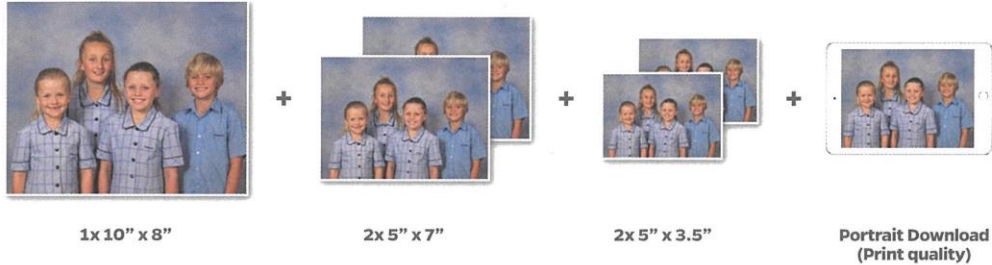 + + +
1x 10” x 8”
2x 5” x 7”
2x 5” x 3.5”
Portrait Download
(Print quality)